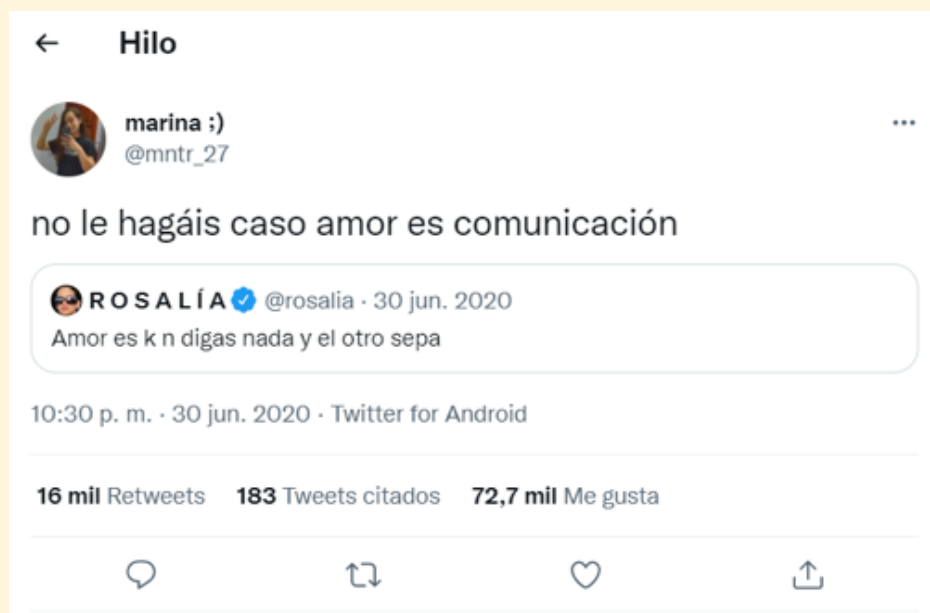 Hilo
marina ;)
@mntr_27
no le hagáis caso amor es comunicación
R O S A L Í A @rosalia · 30 jun. 2020
Amor es k n digas nada y el otro sepa
10:30 p. m. · 30 jun. 2020 · Twitter for Android
16 mil Retweets 183 Tweets citados 72,7 mil Me gusta